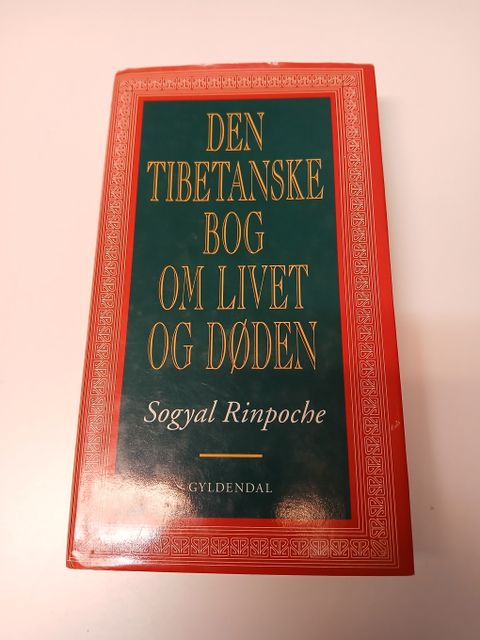 DEN
TIBETANSKE
BOG
OM LIVET
OG DØDEN
Sogyal Rinpoche
GYLDENDAL